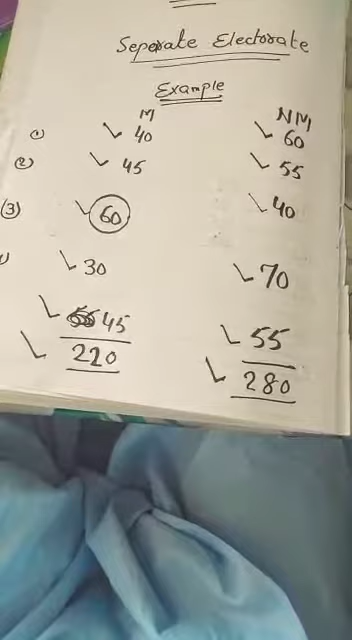 Seperate Electorate
Example
M NM
(1) 40 60
(2) 45 55
(3) 60 40
30 70
45 55
220 280